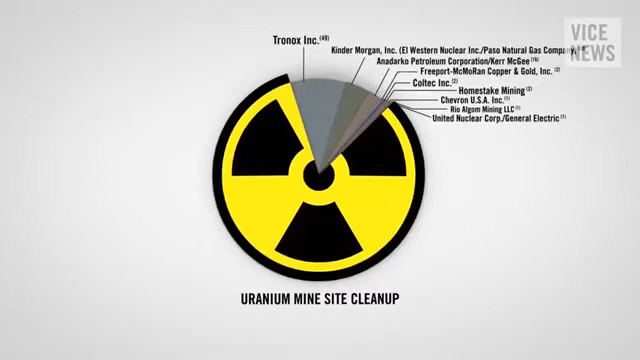 VICE
NEWS
Tronox Inc.(49)
Kinder Morgan, Inc. (El Western Nuclear Inc./Paso Natural Gas Company)
Anadarko Petroleum Corporation/Kerr McGee(16)
Freeport-McMoRan Copper & Gold, Inc. (2)
Coltec Inc.(2)
Homestake Mining(2)
Chevron U.S.A. Inc.(1)
Rio Algom Mining LLC(1)
United Nuclear Corp./General Electric(1)
URANIUM MINE SITE CLEANUP